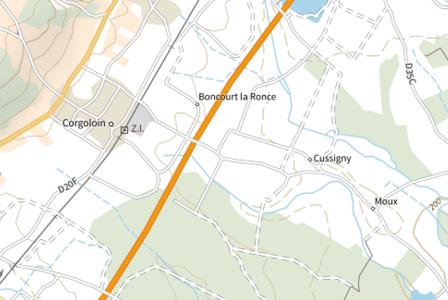 D35C
Boncourt la Ronce
Corgoloin
Z.I.
Cussigny
D20F
Moux
200